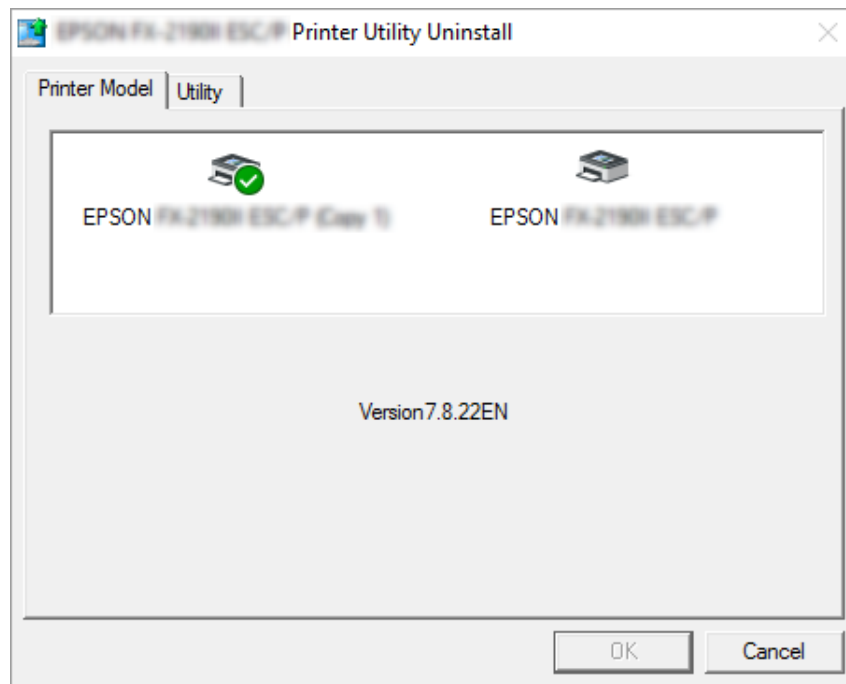 Printer Utility Uninstall
Printer Model Utility
EPSON EPSON
Version7.8.22EN
OK Cancel